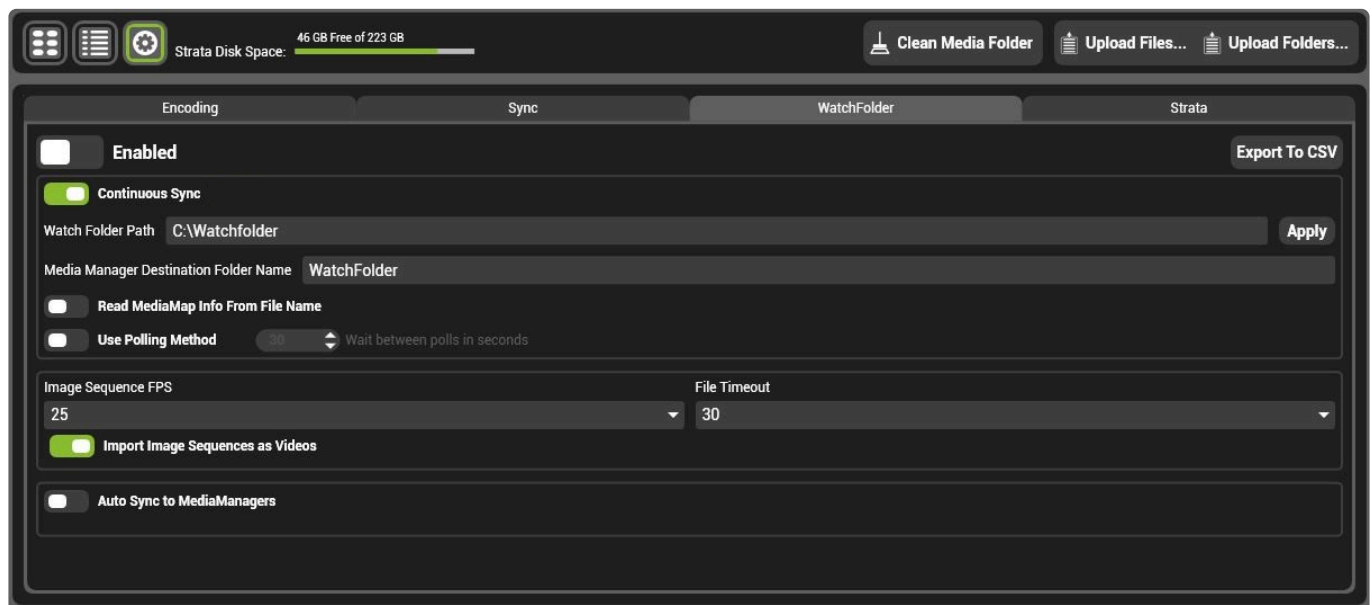 Strata Disk Space:
46 GB Free of 223 GB
Clean Media Folder
Upload Files...
Upload Folders...
Encoding
Sync
WatchFolder
Strata
Enabled
Export To CSV
Continuous Sync
Watch Folder Path
C:\Watchfolder
Apply
Media Manager Destination Folder Name
WatchFolder
Read MediaMap Info From File Name
Use Polling Method
30
Wait between polls in seconds
Image Sequence FPS
File Timeout
25
30
Import Image Sequences as Videos
Auto Sync to MediaManagers